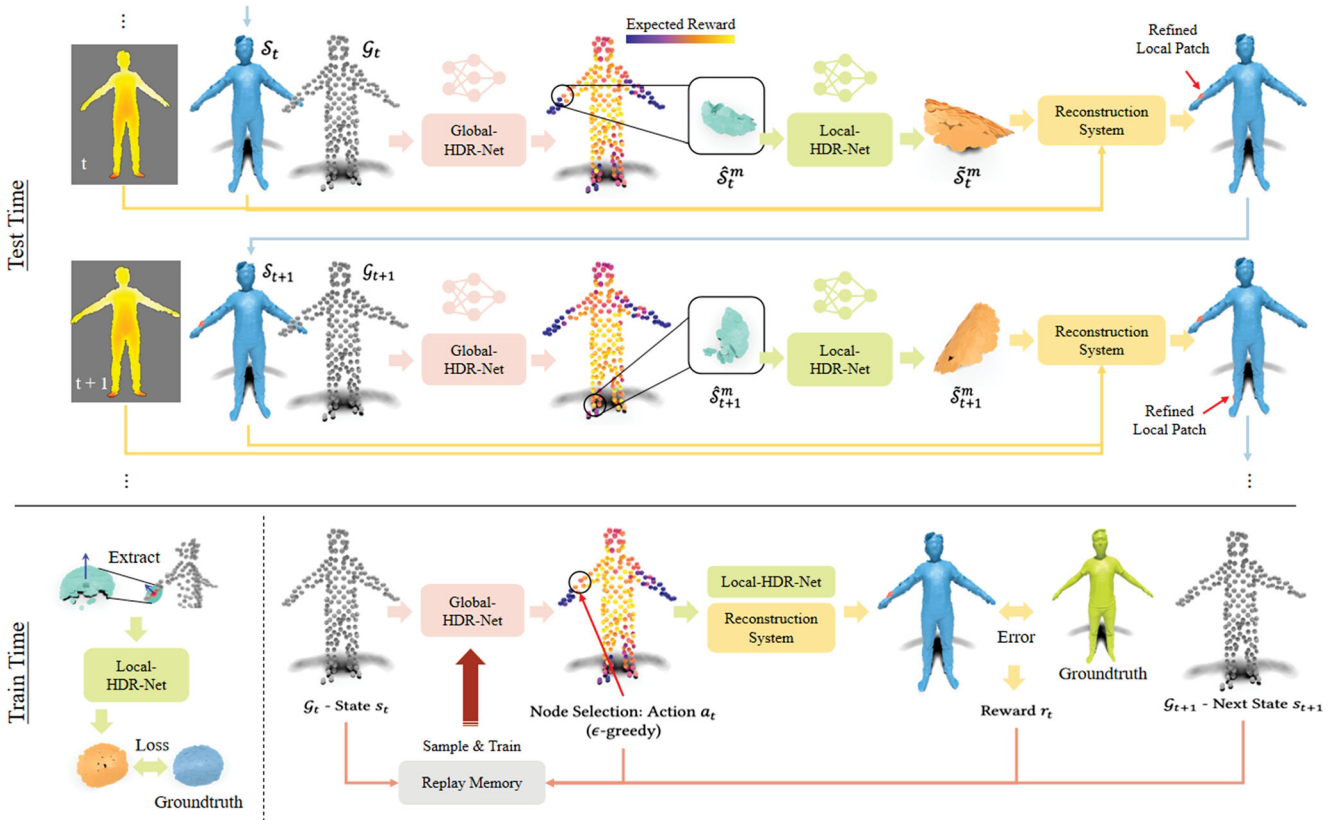 Test Time
⋮
t
𝒮_t
𝒢_t
Global-
HDR-Net
Expected Reward
Ŝ_t^m
Local-
HDR-Net
S̃_t^m
Reconstruction
System
Refined
Local Patch
t + 1
𝒮_{t+1}
𝒢_{t+1}
Global-
HDR-Net
Ŝ_{t+1}^m
Local-
HDR-Net
S̃_{t+1}^m
Reconstruction
System
Refined
Local Patch
⋮
⋮
Train Time
Extract
Local-
HDR-Net
Loss
Groundtruth
𝒢_t - State s_t
Global-
HDR-Net
Sample & Train
Replay Memory
Node Selection: Action a_t
(ϵ-greedy)
Local-HDR-Net
Reconstruction
System
Error
Groundtruth
Reward r_t
𝒢_{t+1} - Next State s_{t+1}